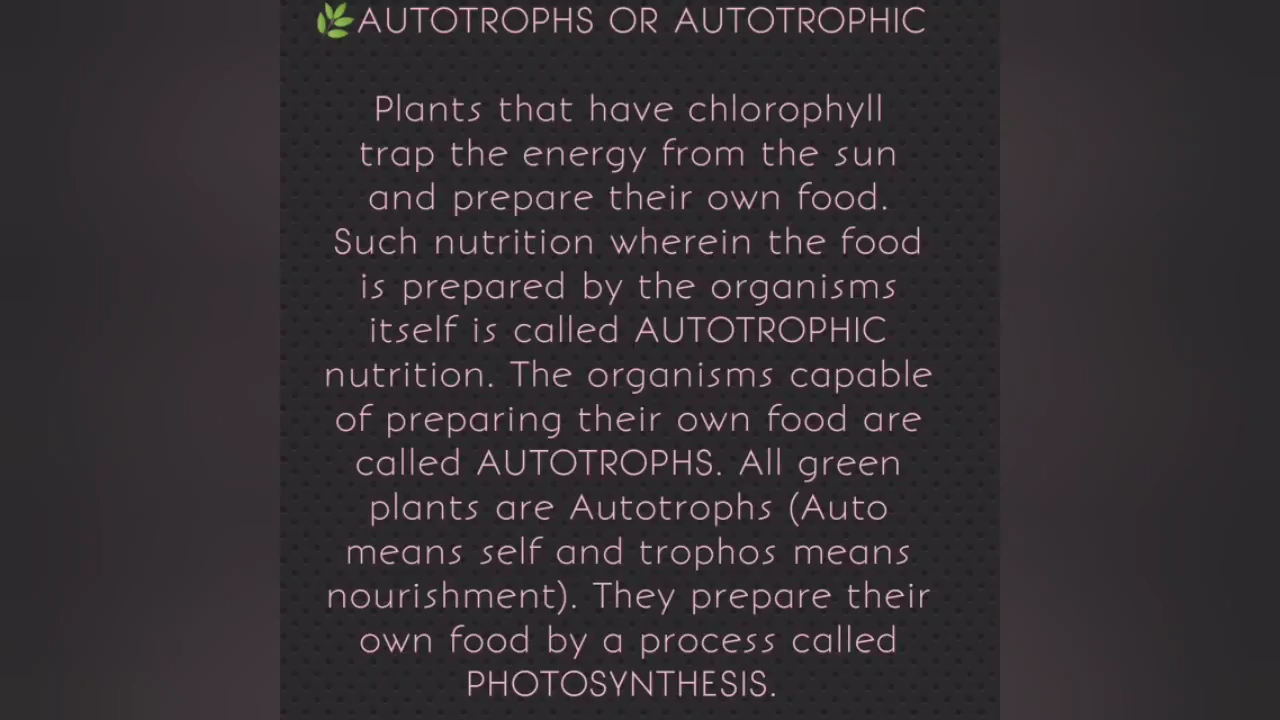 🌿AUTOTROPHS OR AUTOTROPHIC
Plants that have chlorophyll
trap the energy from the sun
and prepare their own food.
Such nutrition wherein the food
is prepared by the organisms
itself is called AUTOTROPHIC
nutrition. The organisms capable
of preparing their own food are
called AUTOTROPHS. All green
plants are Autotrophs (Auto
means self and trophos means
nourishment). They prepare their
own food by a process called
PHOTOSYNTHESIS.